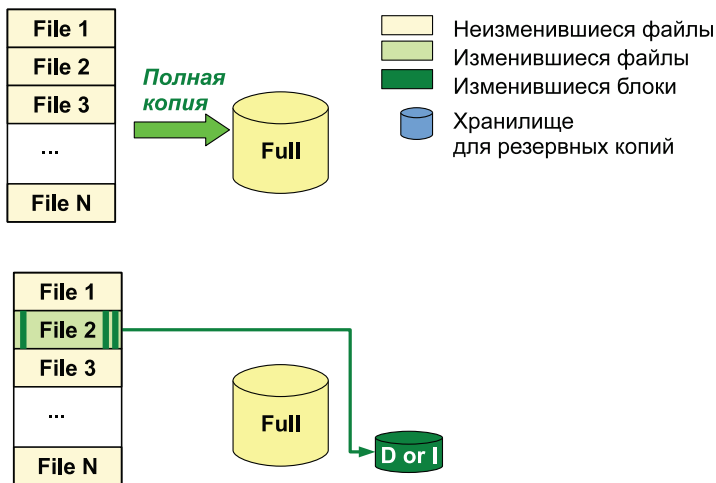 File 1
File 2
File 3
...
File N
Полная
копия
Full
Неизменившиеся файлы
Изменившиеся файлы
Изменившиеся блоки
Хранилище
для резервных копий
File 1
File 2
File 3
...
File N
Full
D or I